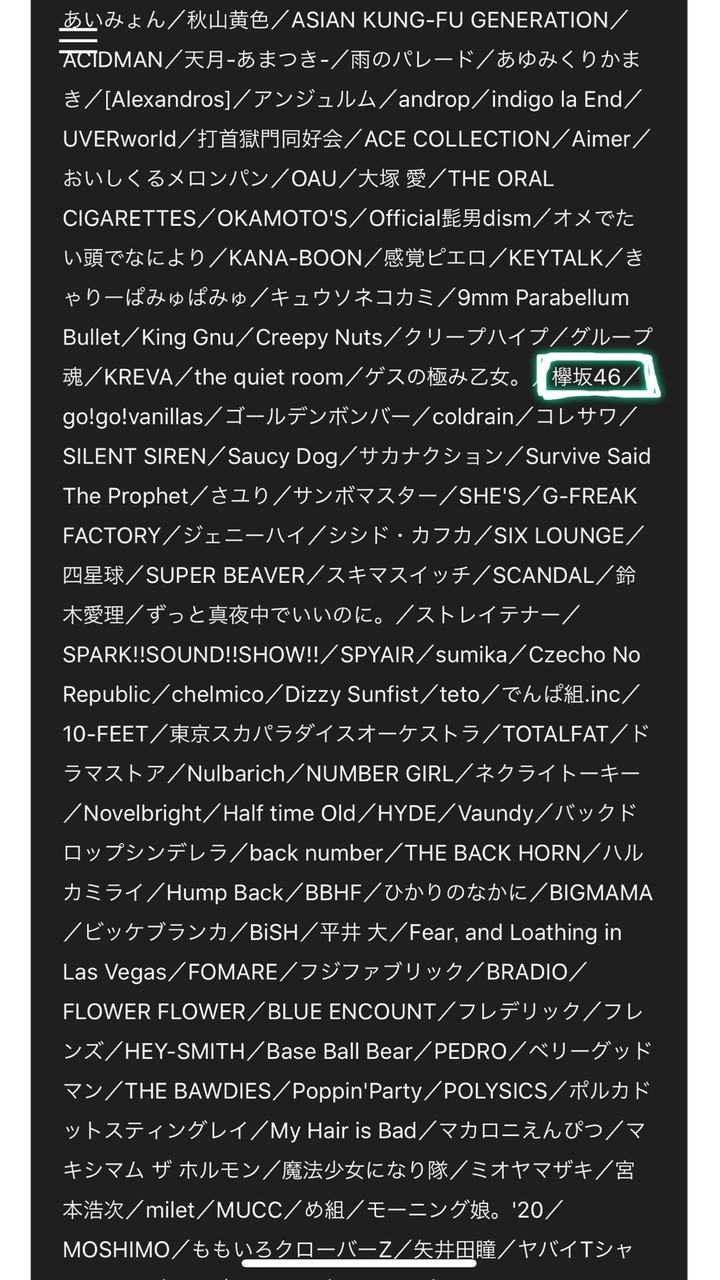 あいみょん／秋山黄色／ASIAN KUNG-FU GENERATION／
ACIDMAN／天月-あまつき-／雨のパレード／あゆみくりかま
き／[Alexandros]／アンジュルム／androp／indigo la End／
UVERworld／打首獄門同好会／ACE COLLECTION／Aimer／
おいしくるメロンパン／OAU／大塚 愛／THE ORAL
CIGARETTES／OKAMOTO'S／Official髭男dism／オメでた
い頭でなにより／KANA-BOON／感覚ピエロ／KEYTALK／き
ゃりーぱみゅぱみゅ／キュウソネコカミ／9mm Parabellum
Bullet／King Gnu／Creepy Nuts／クリープハイプ／グループ
魂／KREVA／the quiet room／ゲスの極み乙女。／欅坂46／
go!go!vanillas／ゴールデンボンバー／coldrain／コレサワ／
SILENT SIREN／Saucy Dog／サカナクション／Survive Said
The Prophet／さユり／サンボマスター／SHE'S／G-FREAK
FACTORY／ジェニーハイ／シシド・カフカ／SIX LOUNGE／
四星球／SUPER BEAVER／スキマスイッチ／SCANDAL／鈴
木愛理／ずっと真夜中でいいのに。／ストレイテナー／
SPARK!!SOUND!!SHOW!!／SPYAIR／sumika／Czecho No
Republic／chelmico／Dizzy Sunfist／teto／でんぱ組.inc／
10-FEET／東京スカパラダイスオーケストラ／TOTALFAT／ド
ラマストア／Nulbarich／NUMBER GIRL／ネクライトーキー
／Novelbright／Half time Old／HYDE／Vaundy／バックド
ロップシンデレラ／back number／THE BACK HORN／ハル
カミライ／Hump Back／BBHF／ひかりのなかに／BIGMAMA
／ビッケブランカ／BiSH／平井 大／Fear, and Loathing in
Las Vegas／FOMARE／フジファブリック／BRADIO／
FLOWER FLOWER／BLUE ENCOUNT／フレデリック／フレ
ンズ／HEY-SMITH／Base Ball Bear／PEDRO／ベリーグッド
マン／THE BAWDIES／Poppin'Party／POLYSICS／ポルカド
ットスティングレイ／My Hair is Bad／マカロニえんぴつ／マ
キシマム ザ ホルモン／魔法少女になり隊／ミオヤマザキ／宮
本浩次／milet／MUCC／め組／モーニング娘。'20／
MOSHIMO／ももいろクローバーZ／矢井田瞳／ヤバイTシャ